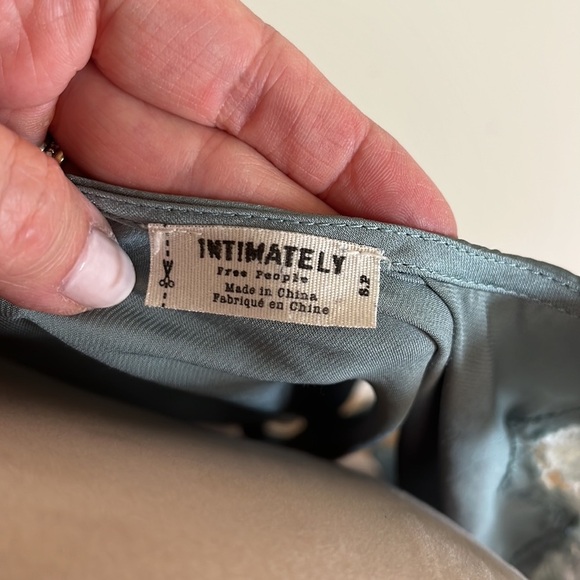 INTIMATELY
Free People
Made in China
Fabriqué en Chine
S.P